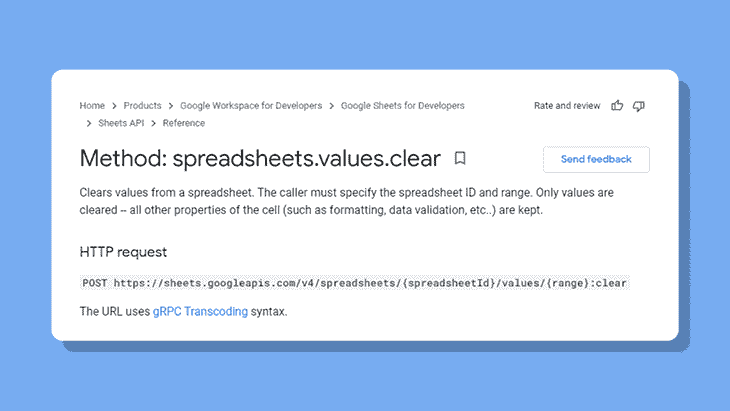 Home > Products > Google Workspace for Developers > Google Sheets for Developers
Rate and review
> Sheets API > Reference
Method: spreadsheets.values.clear
Send feedback
Clears values from a spreadsheet. The caller must specify the spreadsheet ID and range. Only values are
cleared -- all other properties of the cell (such as formatting, data validation, etc..) are kept.
HTTP request
POST https://sheets.googleapis.com/v4/spreadsheets/{spreadsheetId}/values/{range}:clear
The URL uses gRPC Transcoding syntax.